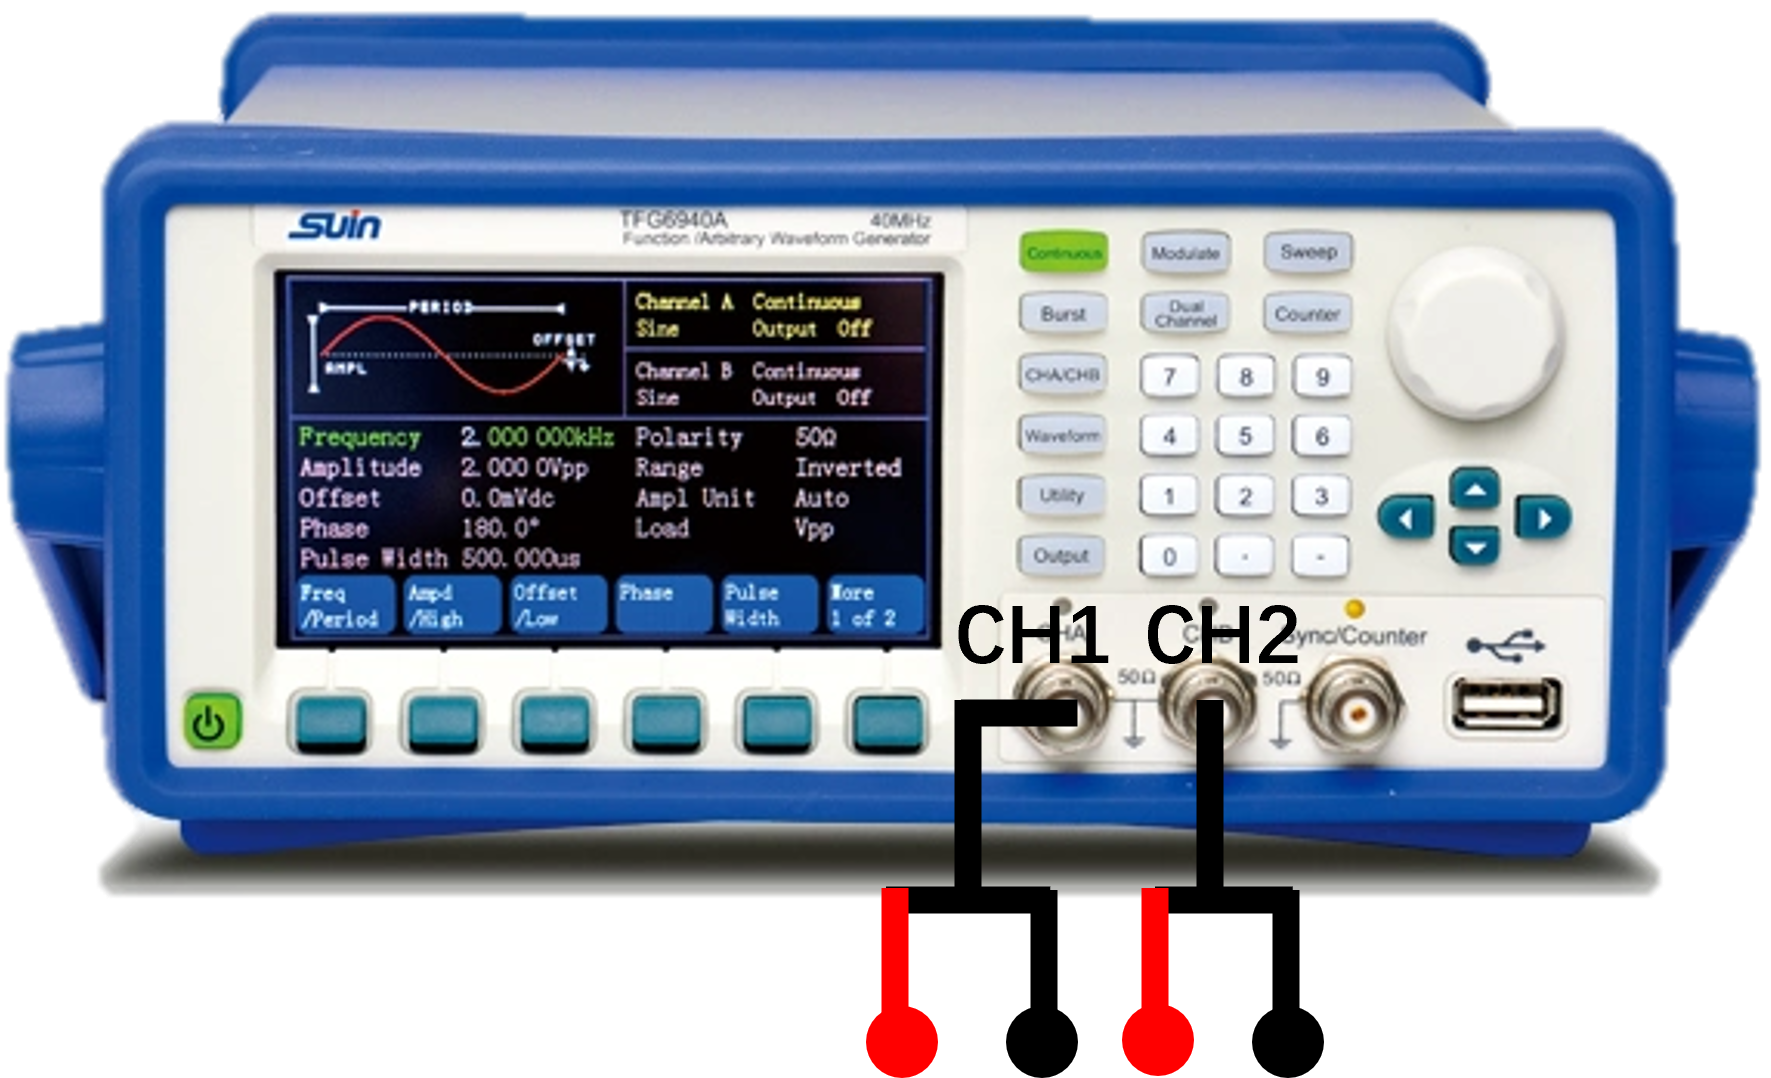 SUIN
TFG6940A 40MHz
Function /Arbitrary Waveform Generator
PERIOD
OFFSET
AMPL
Channel A Continuous
Sine Output Off
Channel B Continuous
Sine Output Off
Frequency 2.000 000kHz Polarity 50Ω
Amplitude 2.000 0Vpp Range Inverted
Offset 0.0mVdc Ampl Unit Auto
Phase 180.0° Load Vpp
Pulse Width 500.000us
Freq /Period
Ampd /High
Offset /Low
Phase
Pulse Width
More 1 of 2
Continuous Modulate Sweep
Burst Dual Channel Counter
CHA/CHB 7 8 9
Waveform 4 5 6
Utility 1 2 3
Output 0 . -
CH1 CH2 Sync/Counter
50Ω 50Ω